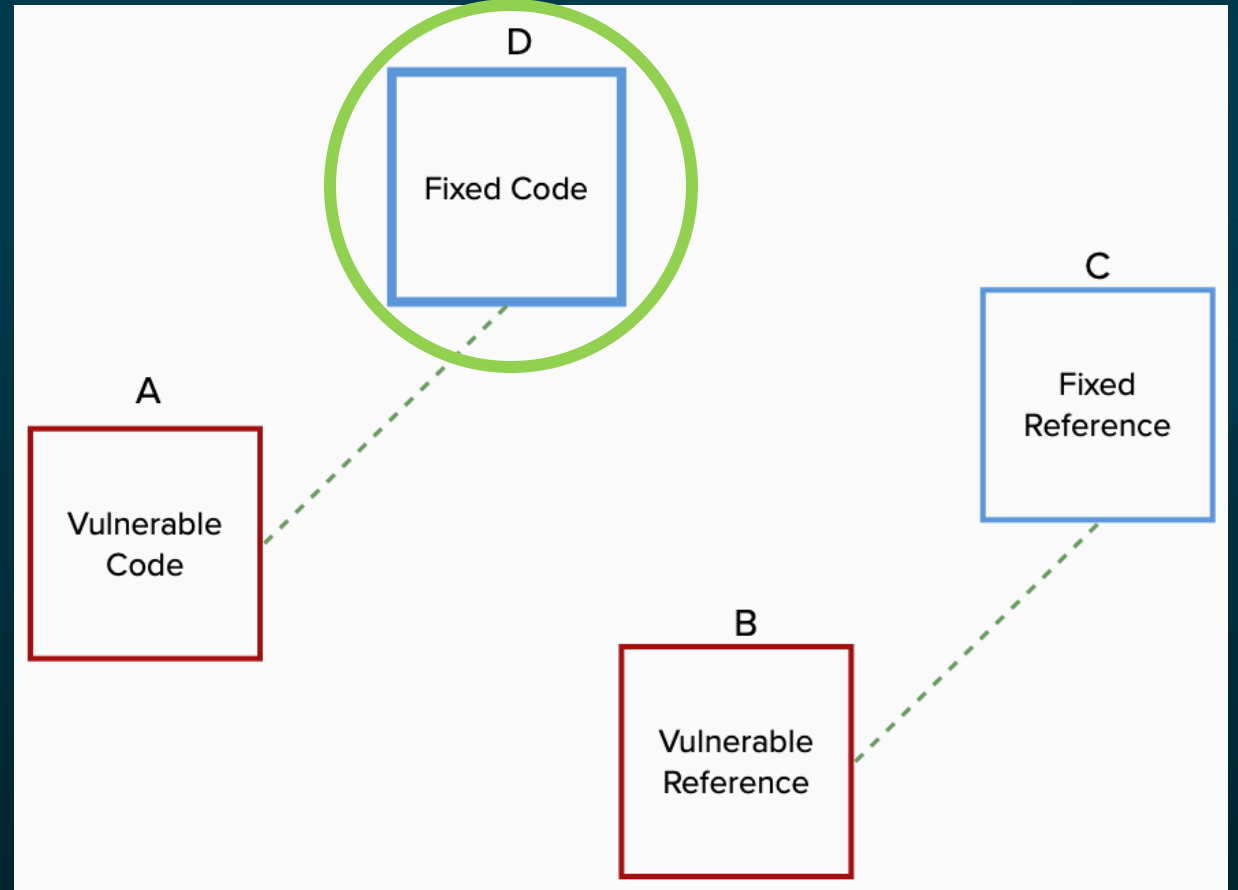 D
Fixed Code
C
Fixed
Reference
A
Vulnerable
Code
B
Vulnerable
Reference